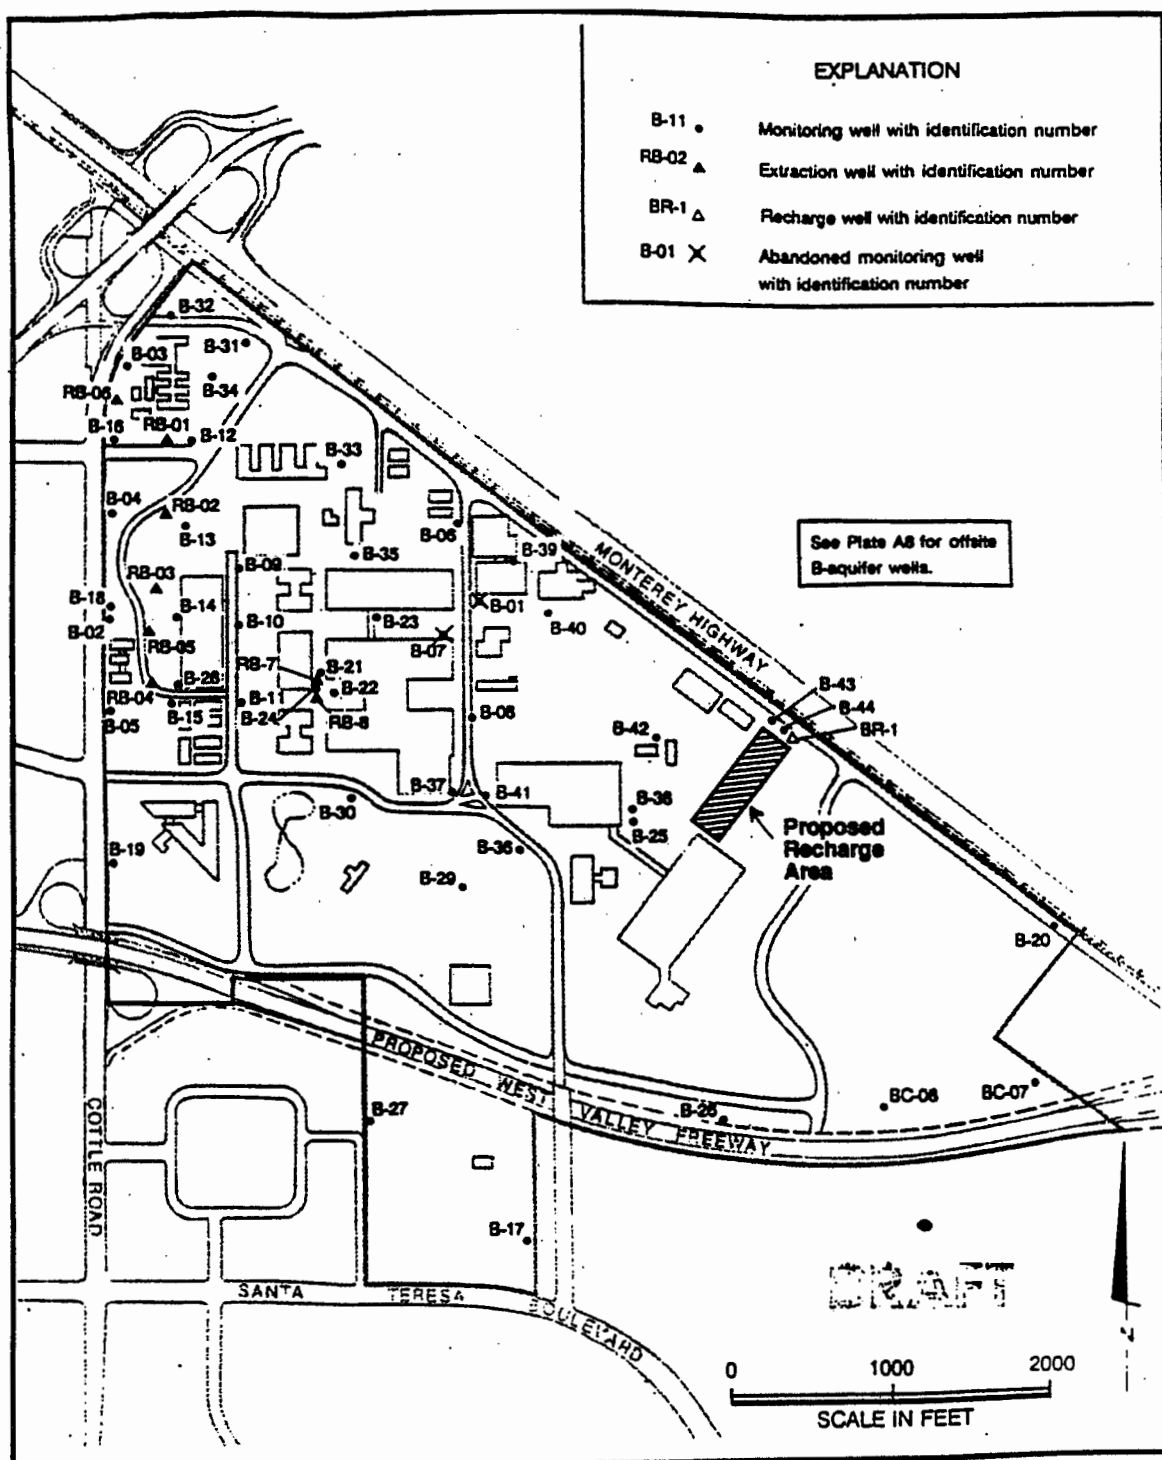 EXPLANATION
B-11 Monitoring well with identification number
RB-02 Extraction well with identification number
BR-1 Recharge well with identification number
B-01 Abandoned monitoring well
with identification number
B-32
B-31
B-03
B-34
RB-06
B-16
RB-01
B-12
B-33
B-04
RB-02
B-13
B-06
B-35
B-39
MONTEREY HIGHWAY
See Plate A6 for offsite
B-aquifer wells.
B-09
RB-03
B-18
B-14
B-01
B-02
B-10
B-23
B-40
RB-05
B-07
RB-7
B-21
B-26
B-22
RB-04
B-11
B-24
RB-8
B-05
B-15
B-08
B-43
B-44
BR-1
B-42
B-37
B-41
B-30
B-38
B-25
Proposed
Recharge
Area
B-36
B-19
B-29
B-20
PROPOSED WEST VALLEY FREEWAY
BC-07
BC-06
B-27
COTTLE ROAD
B-17
DRAFT
SANTA TERESA BOULEVARD
0 1000 2000
SCALE IN FEET